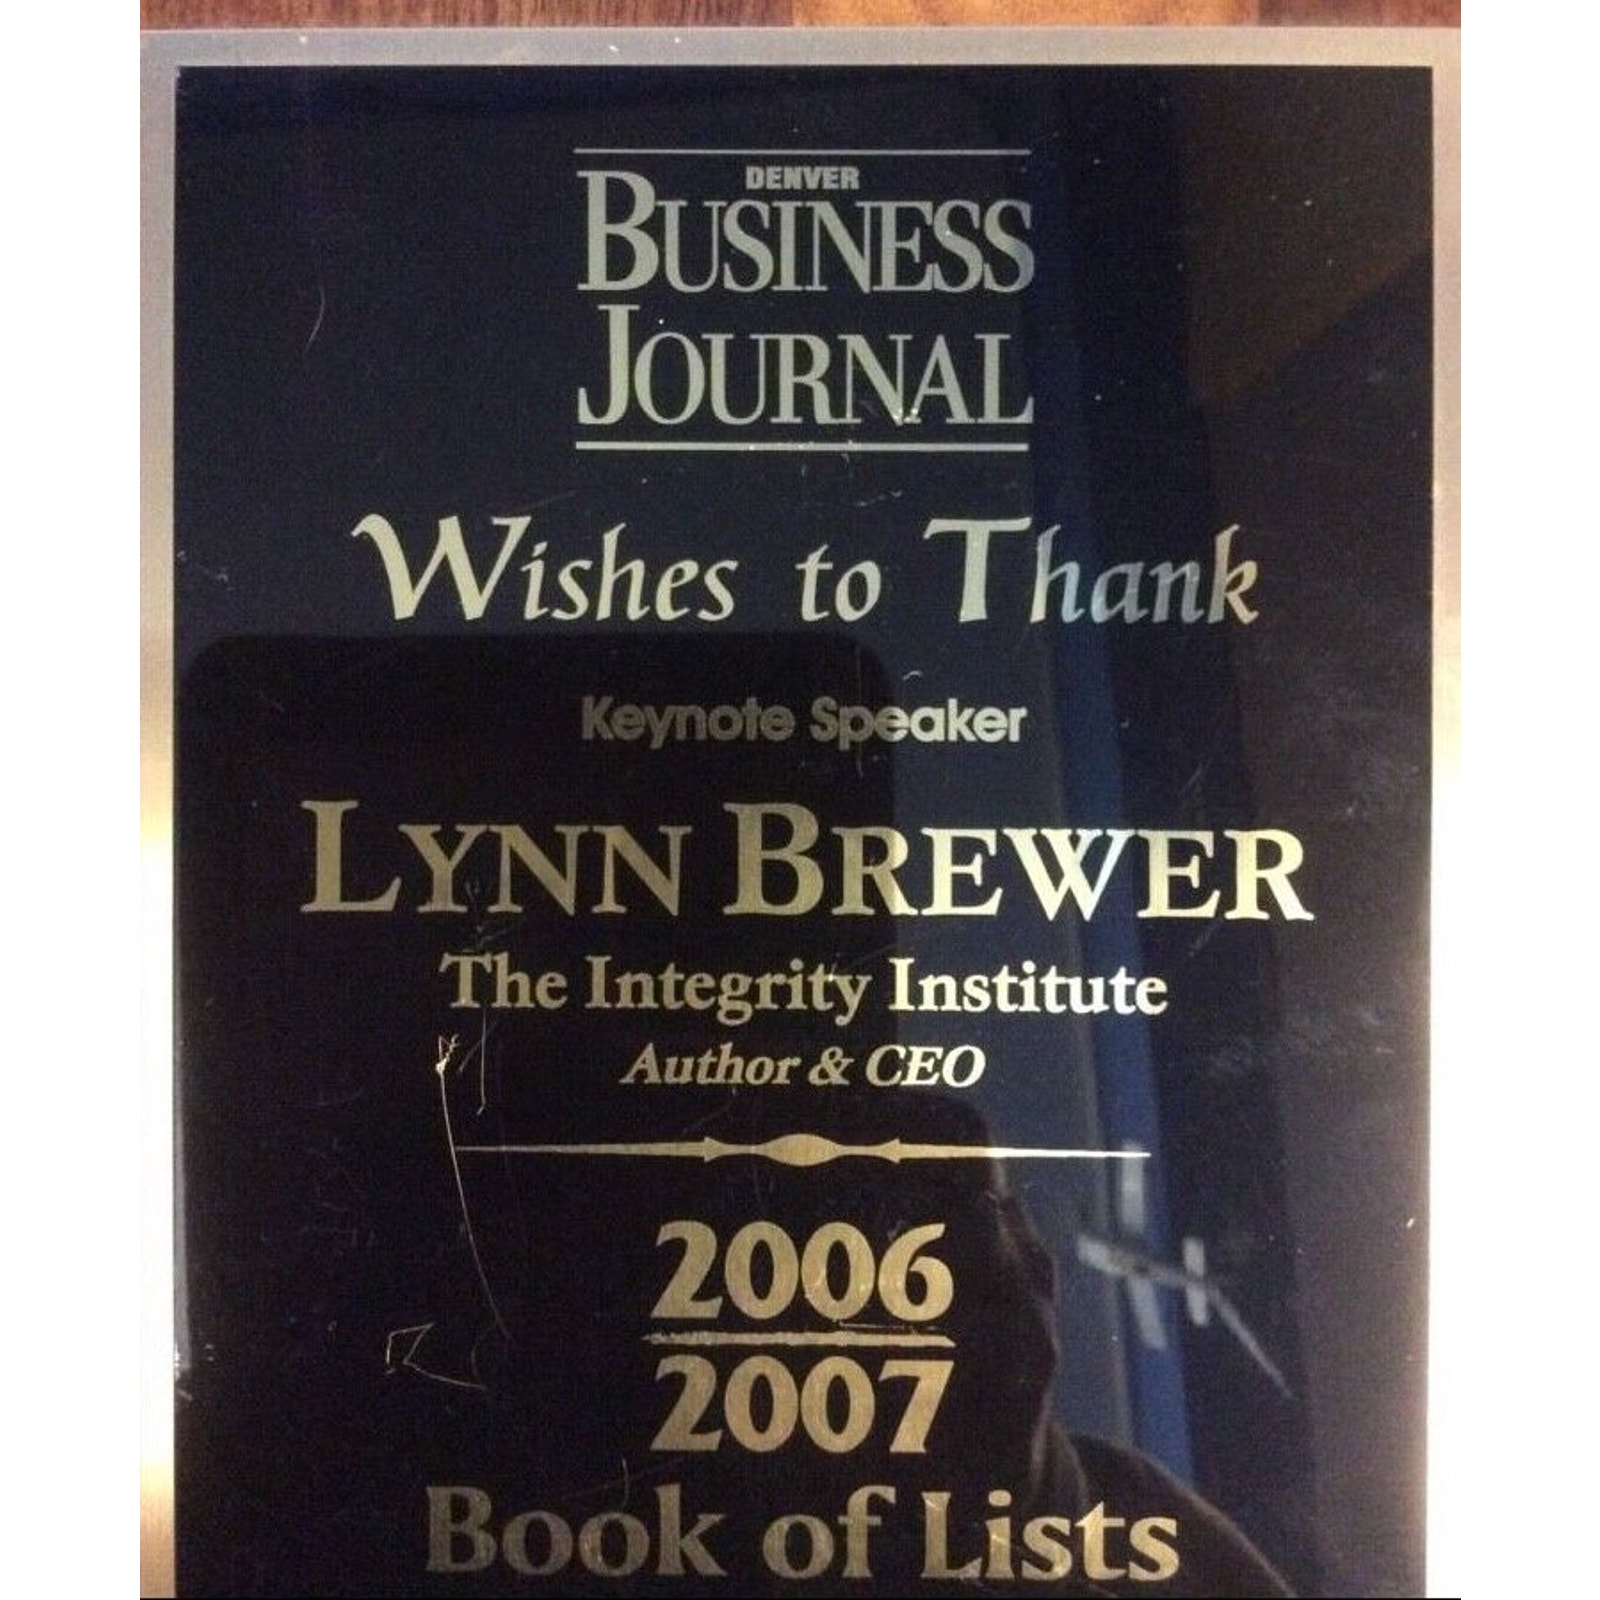 DENVER
BUSINESS
JOURNAL
Wishes to Thank
Keynote Speaker
LYNN BREWER
The Integrity Institute
Author & CEO
2006
2007
Book of Lists